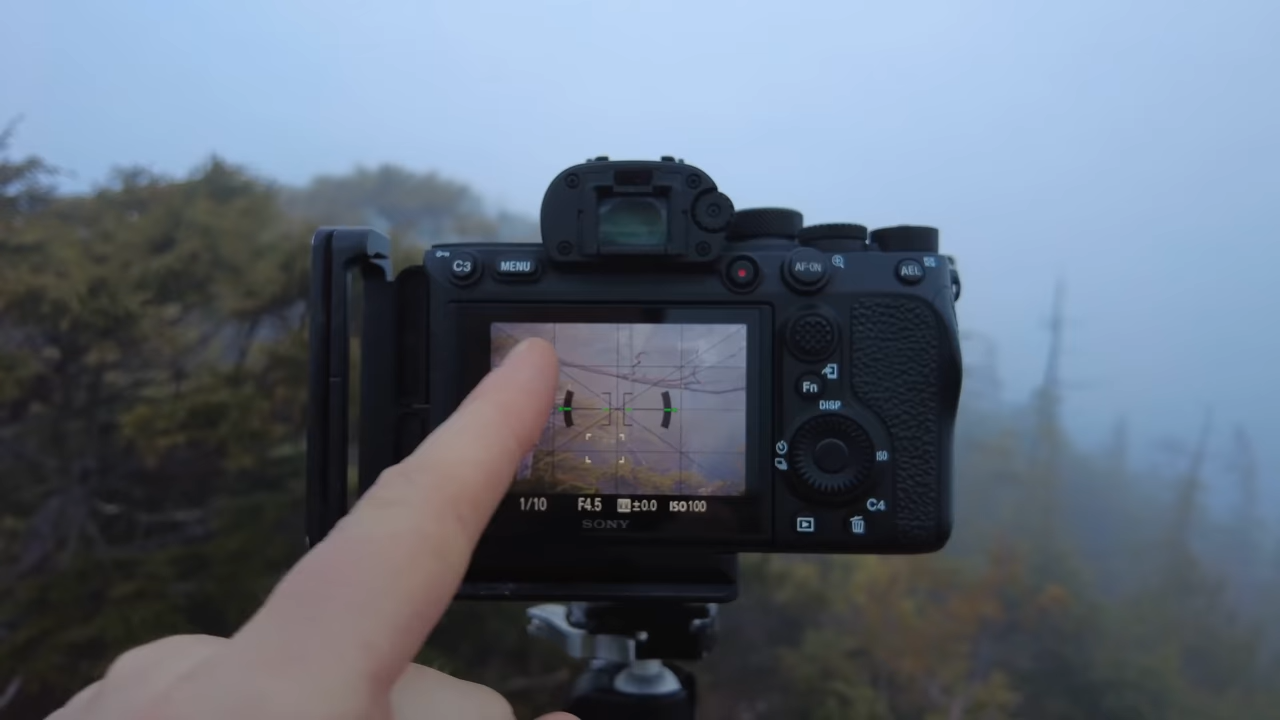 C3 MENU AF-ON AEL
Fn
DISP
ISO
1/10 F4.5 ±0.0 ISO100
C4
SONY